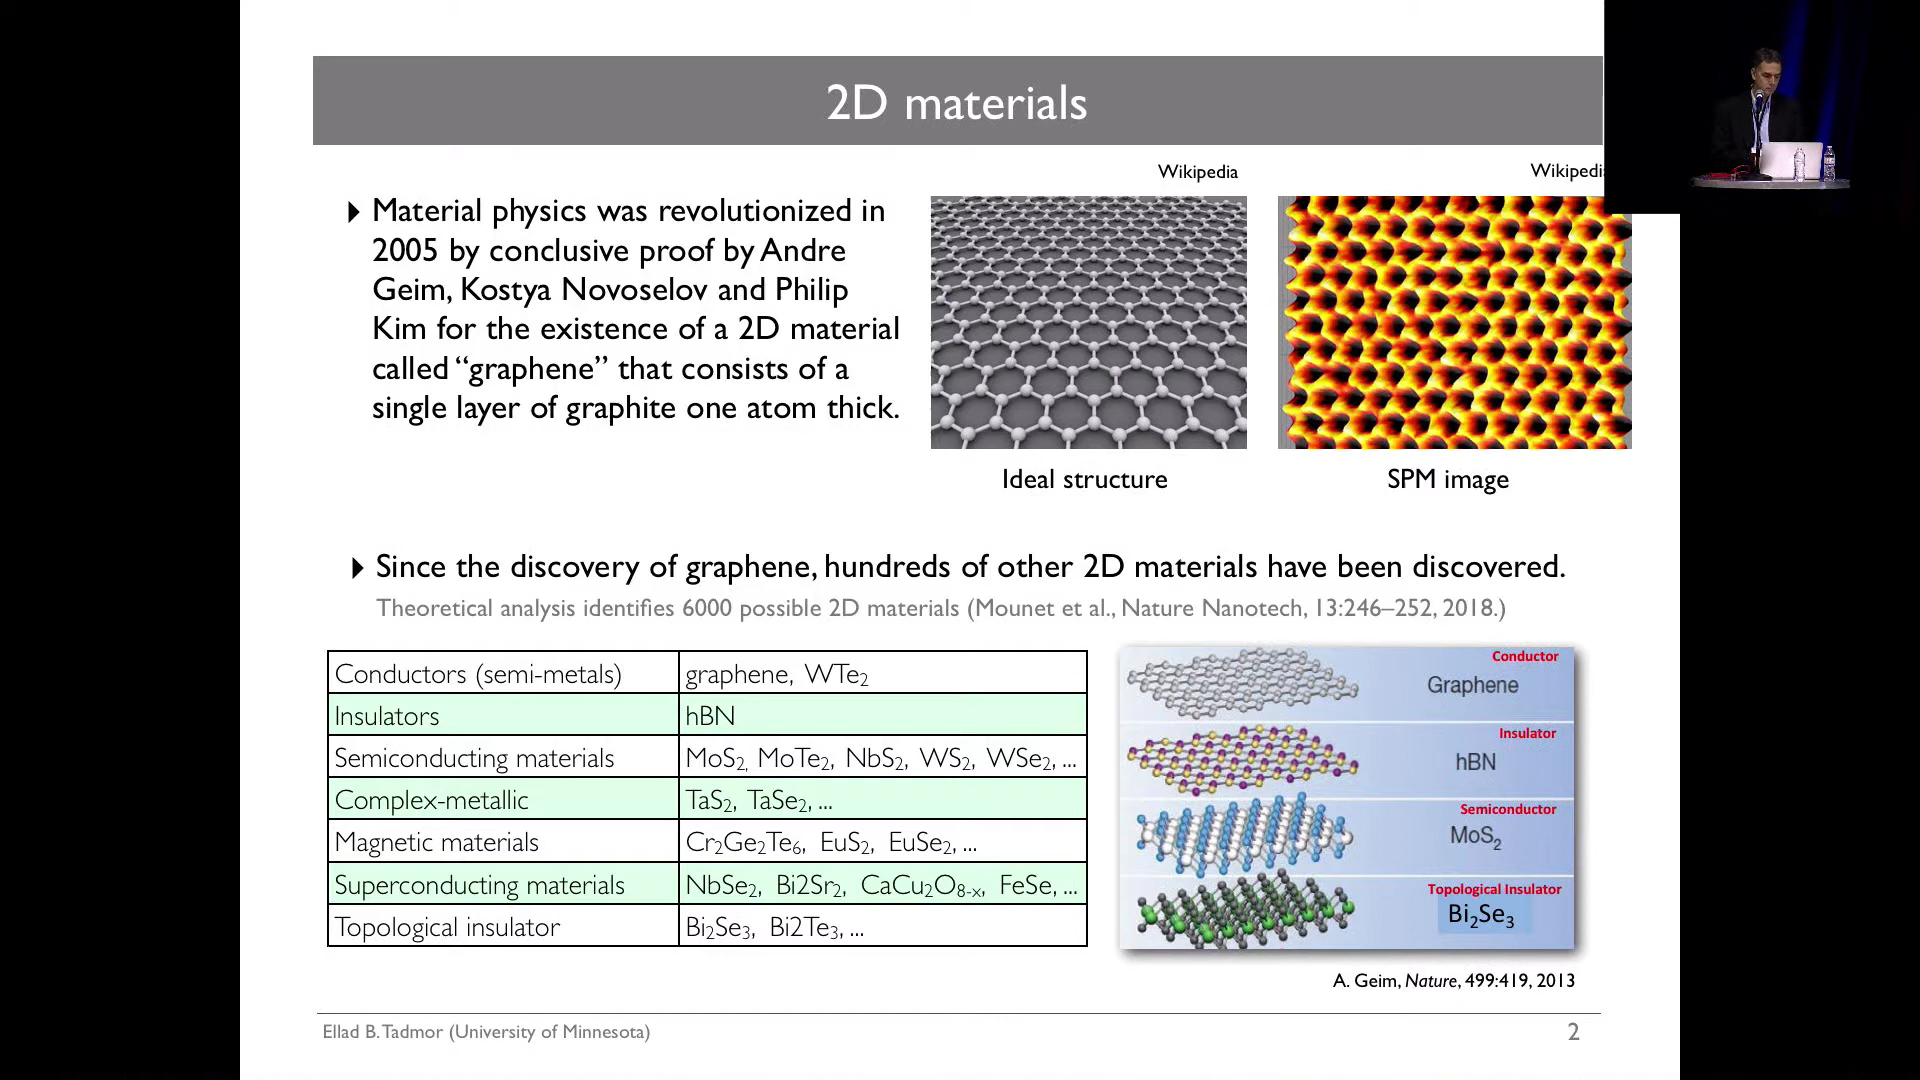 2D materials
Wikipedia
Wikipedi
Material physics was revolutionized in
2005 by conclusive proof by Andre
Geim, Kostya Novoselov and Philip
Kim for the existence of a 2D material
called “graphene” that consists of a
single layer of graphite one atom thick.
Ideal structure
SPM image
Since the discovery of graphene, hundreds of other 2D materials have been discovered.
Theoretical analysis identifies 6000 possible 2D materials (Mounet et al., Nature Nanotech, 13:246–252, 2018.)
Conductors (semi-metals) graphene, WTe₂
Insulators hBN
Semiconducting materials MoS₂, MoTe₂, NbS₂, WS₂, WSe₂, ...
Complex-metallic TaS₂, TaSe₂, ...
Magnetic materials Cr₂Ge₂Te₆, EuS₂, EuSe₂, ...
Superconducting materials NbSe₂, Bi2Sr₂, CaCu₂O₈₋ₓ, FeSe, ...
Topological insulator Bi₂Se₃, Bi2Te₃, ...
Conductor
Graphene
Insulator
hBN
Semiconductor
MoS₂
Topological Insulator
Bi₂Se₃
A. Geim, Nature, 499:419, 2013
Ellad B. Tadmor (University of Minnesota)
2